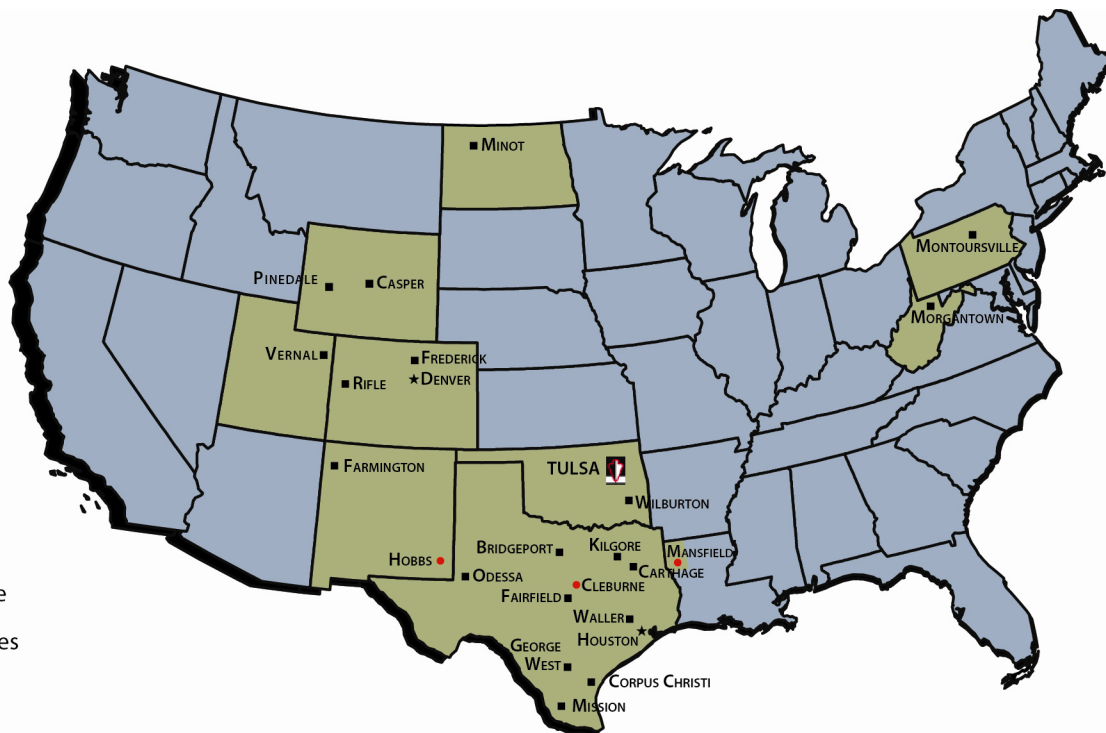 MINOT
MONTOURSVILLE
PINEDALE
CASPER
MORGANTOWN
VERNAL
FREDERICK
RIFLE
DENVER
FARMINGTON
TULSA
WILBURTON
BRIDGEPORT
KILGORE
MANSFIELD
HOBBS
ODESSA
CARTHAGE
CLEBURNE
FAIRFIELD
WALLER
HOUSTON
GEORGE
WEST
CORPUS CHRISTI
MISSION
e
es